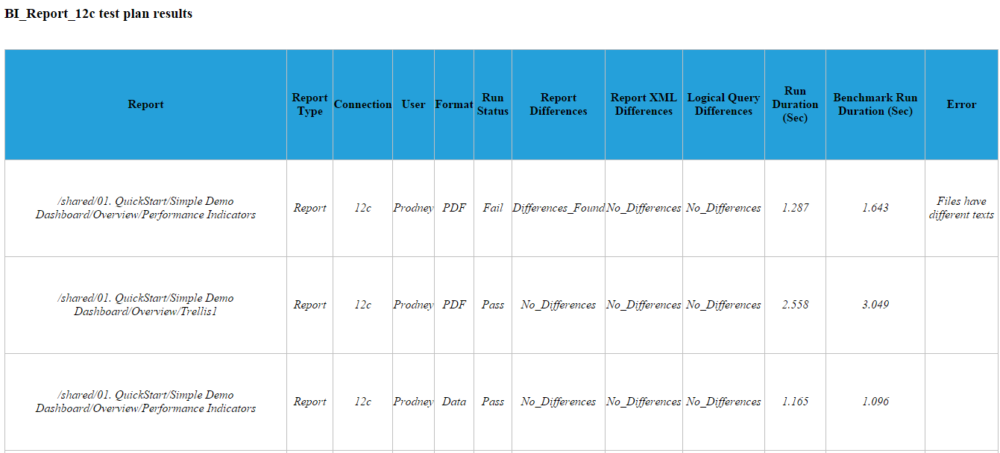 BI_Report_12c test plan results
Report
Report Type
Connection
User
Format
Run Status
Report Differences
Report XML Differences
Logical Query Differences
Run Duration (Sec)
Benchmark Run Duration (Sec)
Error
/shared/01. QuickStart/Simple Demo
Dashboard/Overview/Performance Indicators
Report
12c
Prodney
PDF
Fail
Differences_Found
No_Differences
No_Differences
1.287
1.643
Files have
different texts
/shared/01. QuickStart/Simple Demo
Dashboard/Overview/Trellis1
Report
12c
Prodney
PDF
Pass
No_Differences
No_Differences
No_Differences
2.558
3.049
/shared/01. QuickStart/Simple Demo
Dashboard/Overview/Performance Indicators
Report
12c
Prodney
Data
Pass
No_Differences
No_Differences
No_Differences
1.165
1.096